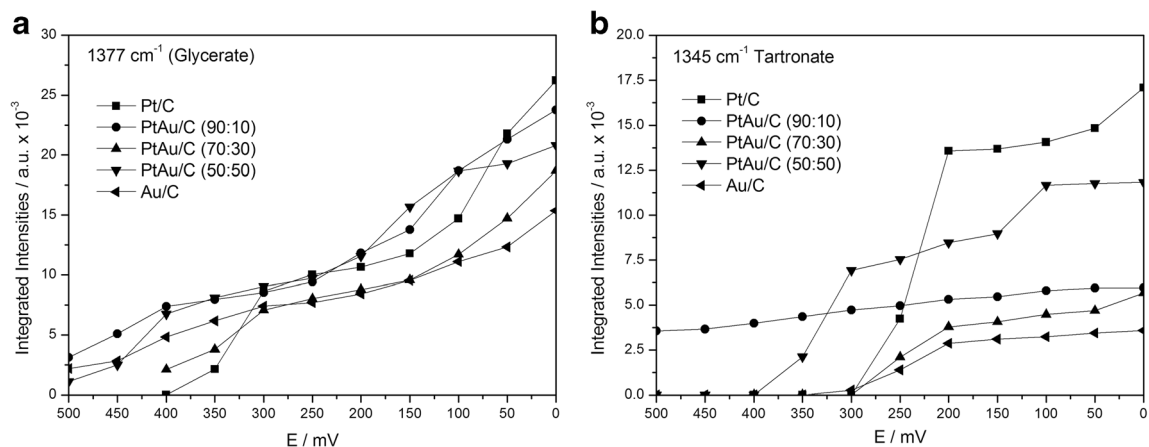 a
1377 cm⁻¹ (Glycerate)
Pt/C
PtAu/C (90:10)
PtAu/C (70:30)
PtAu/C (50:50)
Au/C
Integrated Intensities / a.u. x 10⁻³
30
25
20
15
10
5
0
500 450 400 350 300 250 200 150 100 50 0
E / mV
b
1345 cm⁻¹ Tartronate
Pt/C
PtAu/C (90:10)
PtAu/C (70:30)
PtAu/C (50:50)
Au/C
Integrated Intensities / a.u. x 10⁻³
20.0
17.5
15.0
12.5
10.0
7.5
5.0
2.5
0
500 450 400 350 300 250 200 150 100 50 0
E / mV